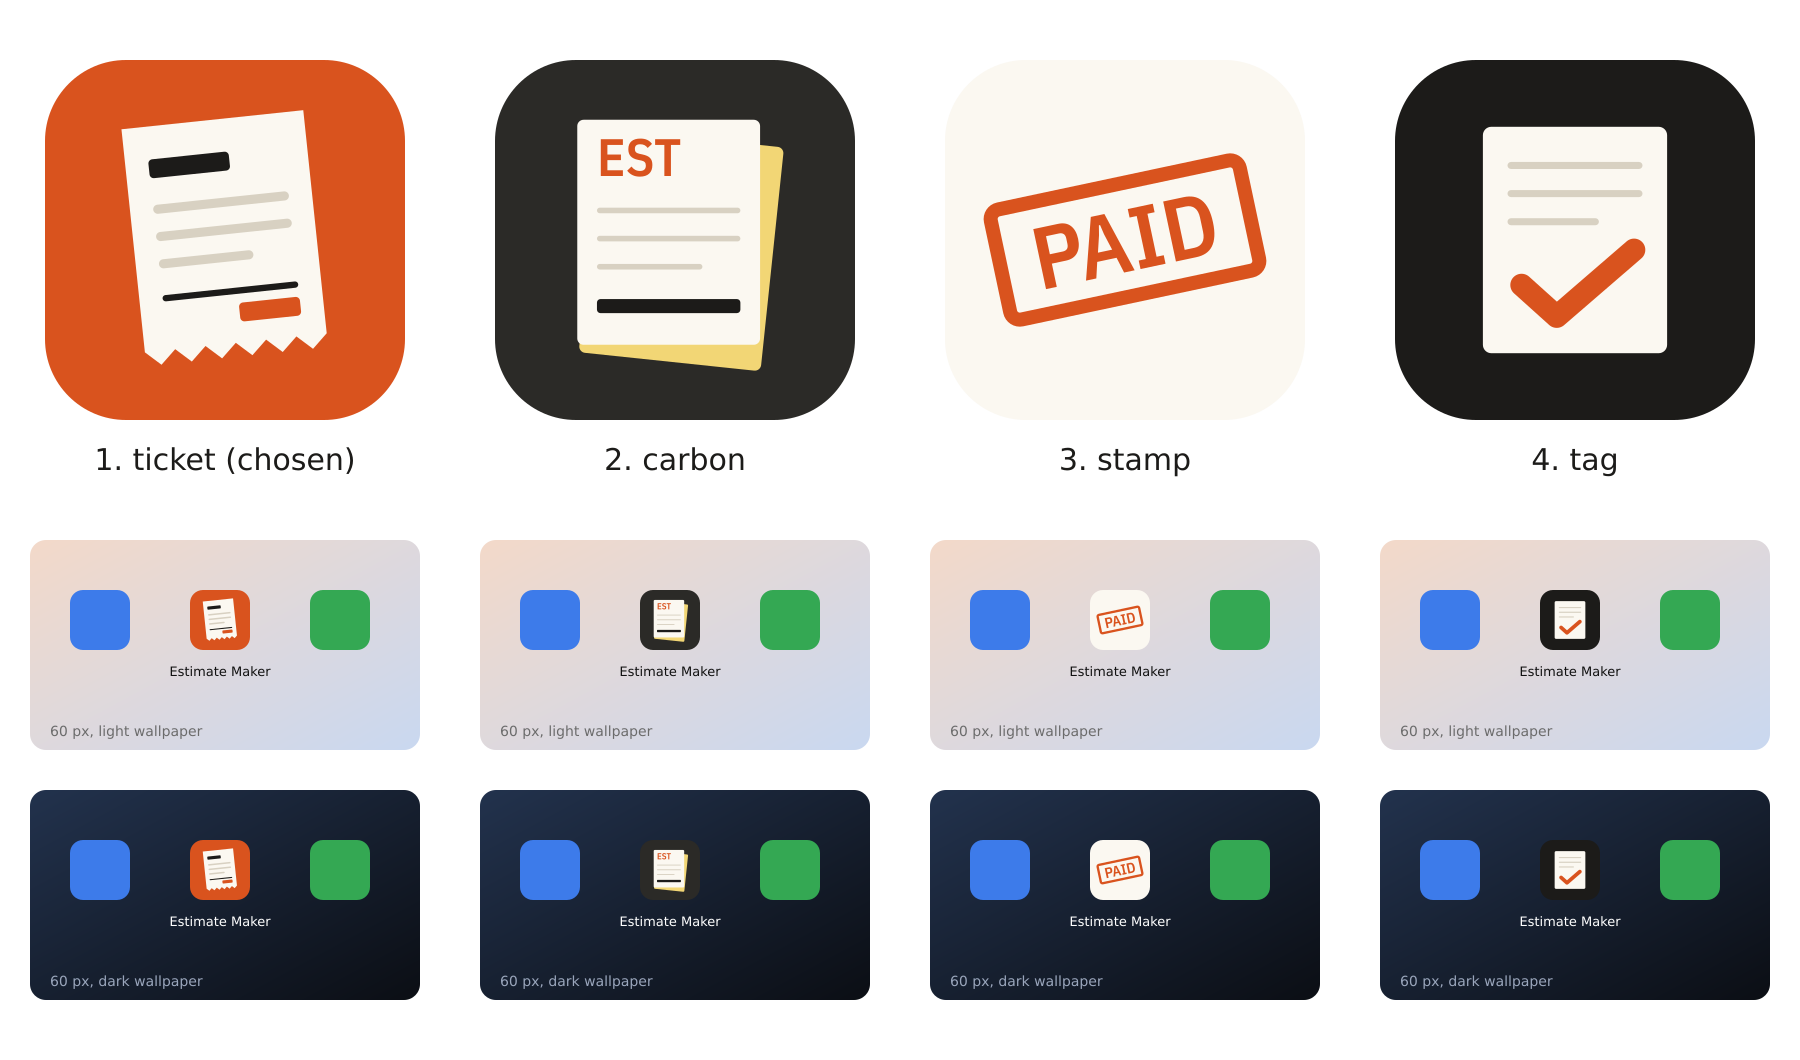 EST
PAID
1. ticket (chosen)
2. carbon
3. stamp
4. tag
EST
PAID
Estimate Maker
Estimate Maker
Estimate Maker
Estimate Maker
60 px, light wallpaper
60 px, light wallpaper
60 px, light wallpaper
60 px, light wallpaper
EST
PAID
Estimate Maker
Estimate Maker
Estimate Maker
Estimate Maker
60 px, dark wallpaper
60 px, dark wallpaper
60 px, dark wallpaper
60 px, dark wallpaper